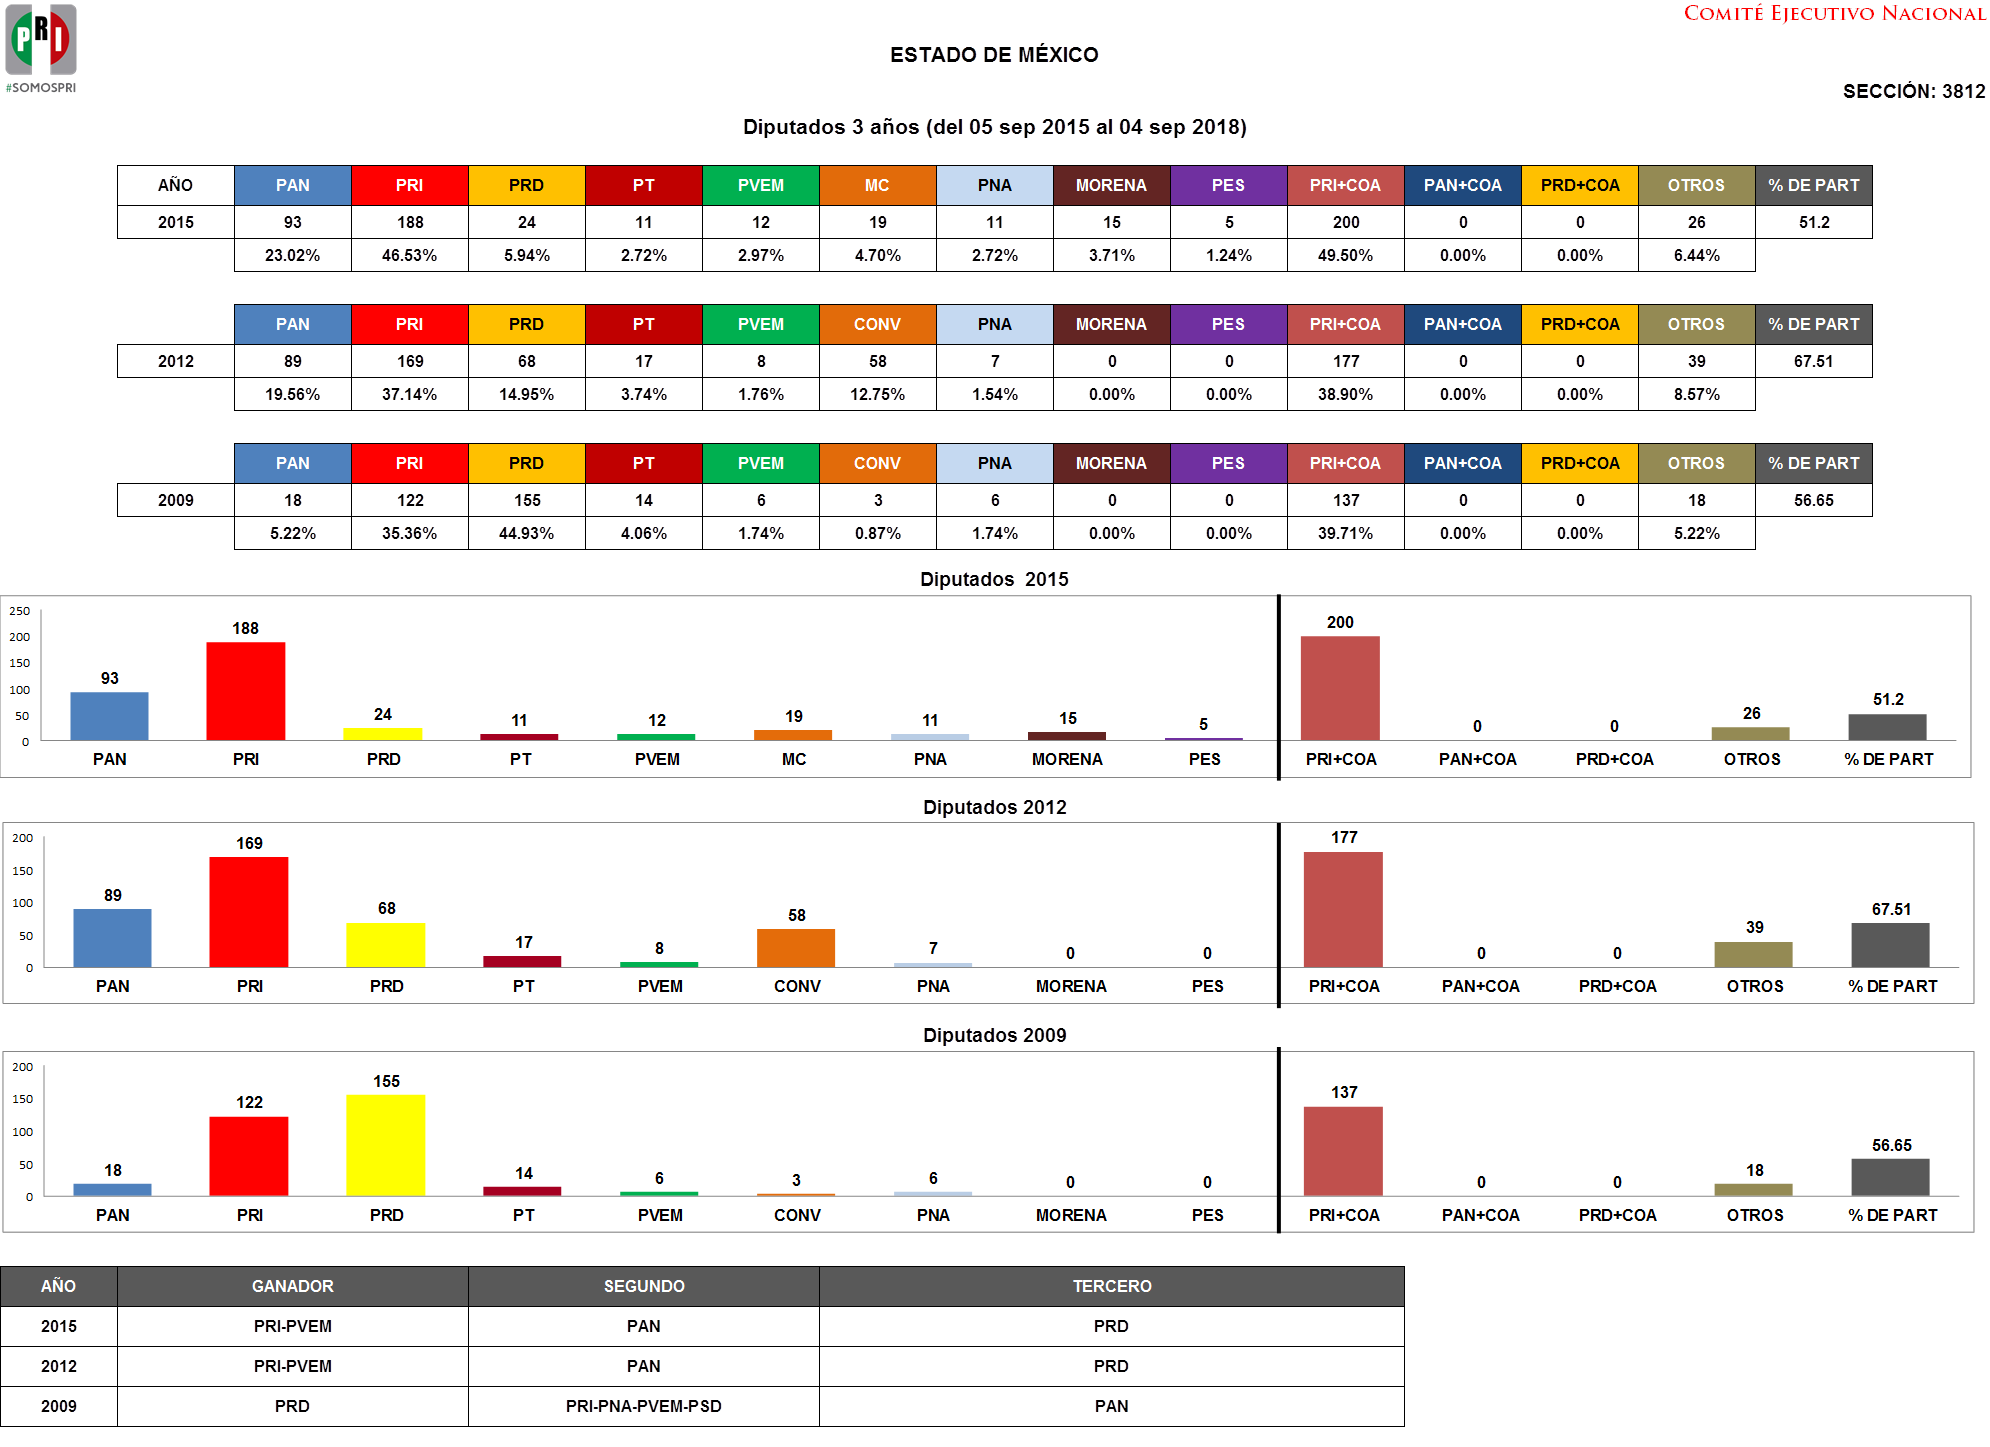 PRI
#SOMOSPRI
COMITÉ EJECUTIVO NACIONAL
ESTADO DE MÉXICO
SECCIÓN: 3812
Diputados 3 años (del 05 sep 2015 al 04 sep 2018)
AÑO PAN PRI PRD PT PVEM MC PNA MORENA PES PRI+COA PAN+COA PRD+COA OTROS % DE PART
2015 93 188 24 11 12 19 11 15 5 200 0 0 26 51.2
23.02% 46.53% 5.94% 2.72% 2.97% 4.70% 2.72% 3.71% 1.24% 49.50% 0.00% 0.00% 6.44%
PAN PRI PRD PT PVEM CONV PNA MORENA PES PRI+COA PAN+COA PRD+COA OTROS % DE PART
2012 89 169 68 17 8 58 7 0 0 177 0 0 39 67.51
19.56% 37.14% 14.95% 3.74% 1.76% 12.75% 1.54% 0.00% 0.00% 38.90% 0.00% 0.00% 8.57%
PAN PRI PRD PT PVEM CONV PNA MORENA PES PRI+COA PAN+COA PRD+COA OTROS % DE PART
2009 18 122 155 14 6 3 6 0 0 137 0 0 18 56.65
5.22% 35.36% 44.93% 4.06% 1.74% 0.87% 1.74% 0.00% 0.00% 39.71% 0.00% 0.00% 5.22%
Diputados 2015
250
200
150
100
50
0
93 188 24 11 12 19 11 15 5 200 0 0 26 51.2
PAN PRI PRD PT PVEM MC PNA MORENA PES PRI+COA PAN+COA PRD+COA OTROS % DE PART
Diputados 2012
200
150
100
50
0
89 169 68 17 8 58 7 0 0 177 0 0 39 67.51
PAN PRI PRD PT PVEM CONV PNA MORENA PES PRI+COA PAN+COA PRD+COA OTROS % DE PART
Diputados 2009
200
150
100
50
0
18 122 155 14 6 3 6 0 0 137 0 0 18 56.65
PAN PRI PRD PT PVEM CONV PNA MORENA PES PRI+COA PAN+COA PRD+COA OTROS % DE PART
AÑO GANADOR SEGUNDO TERCERO
2015 PRI-PVEM PAN PRD
2012 PRI-PVEM PAN PRD
2009 PRD PRI-PNA-PVEM-PSD PAN